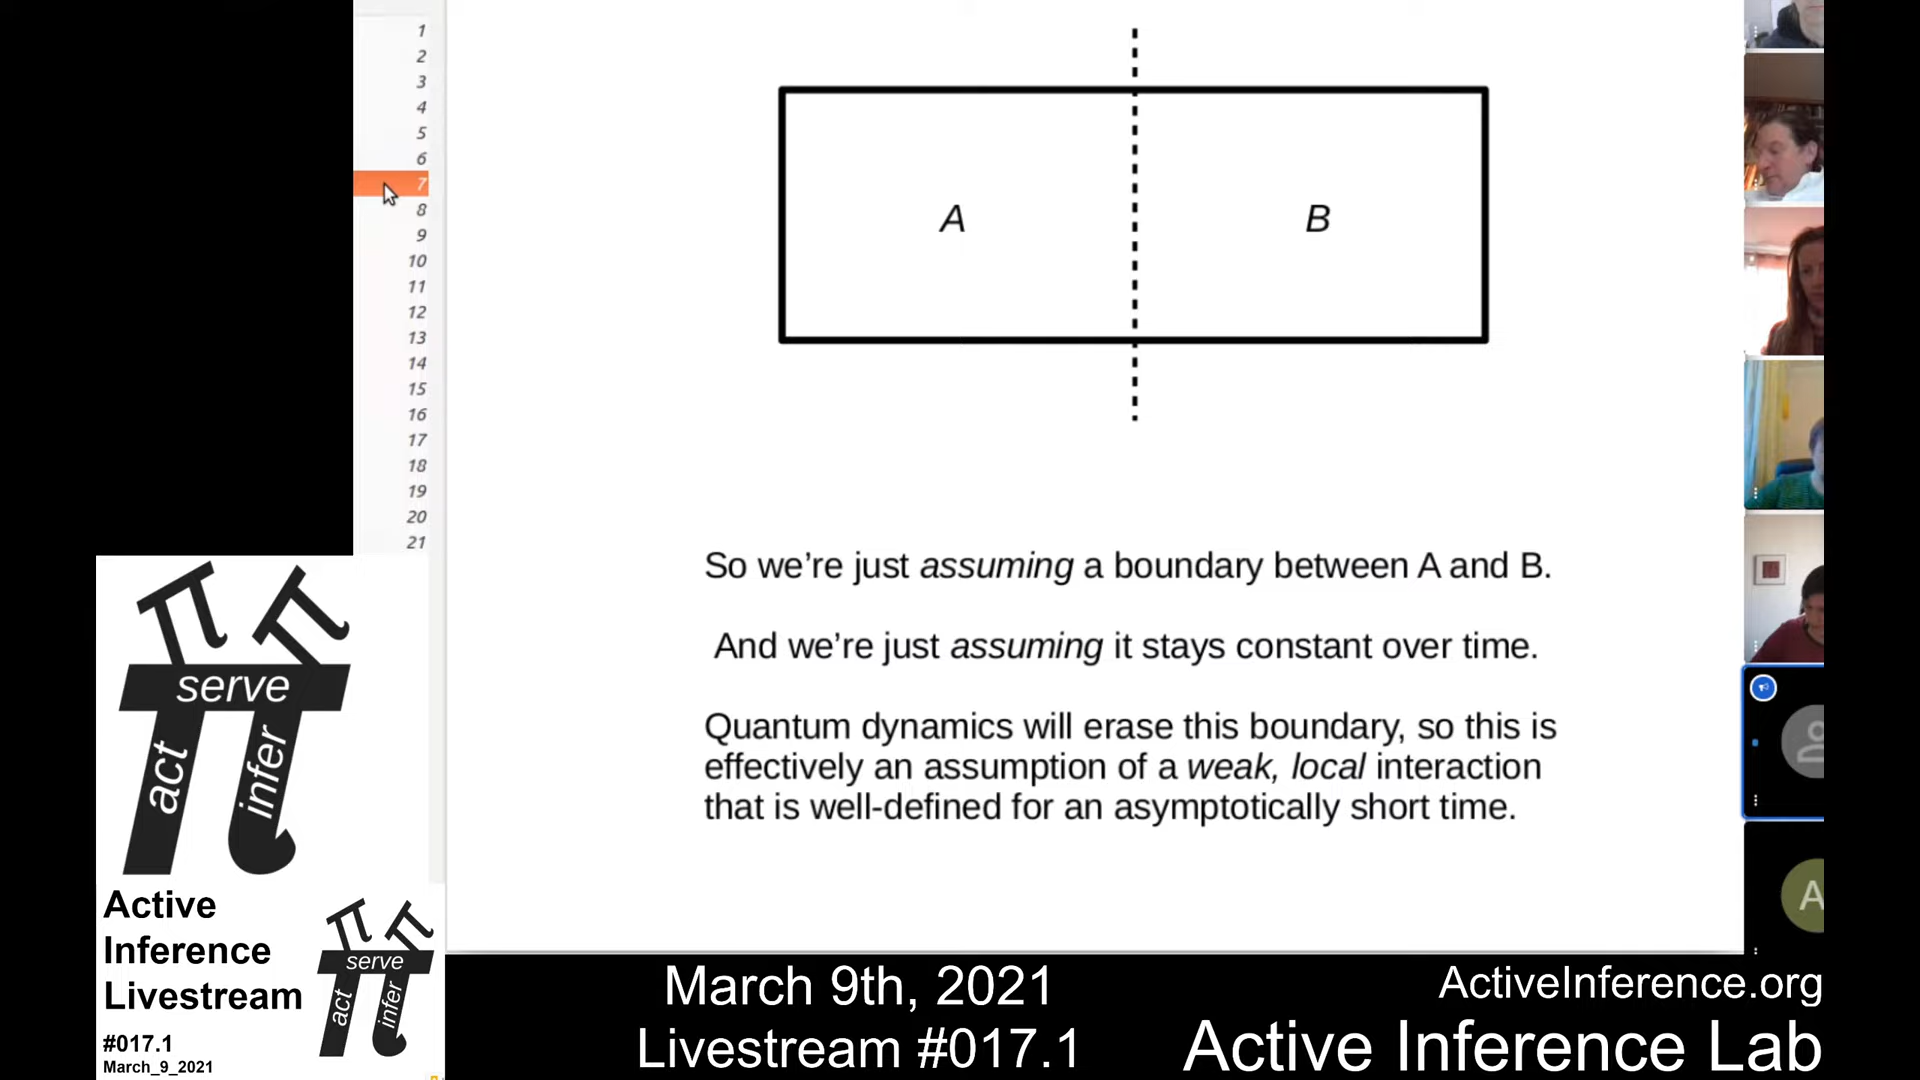 1
2
3
4
5
6
7
8
9
10
11
12
13
14
15
16
17
18
19
20
21
A
B
So we’re just assuming a boundary between A and B.
And we’re just assuming it stays constant over time.
Quantum dynamics will erase this boundary, so this is
effectively an assumption of a weak, local interaction
that is well-defined for an asymptotically short time.
A
serve
act
infer
Active
Inference
Livestream
#017.1
March_9_2021
serve
act
infer
March 9th, 2021
Livestream #017.1
ActiveInference.org
Active Inference Lab